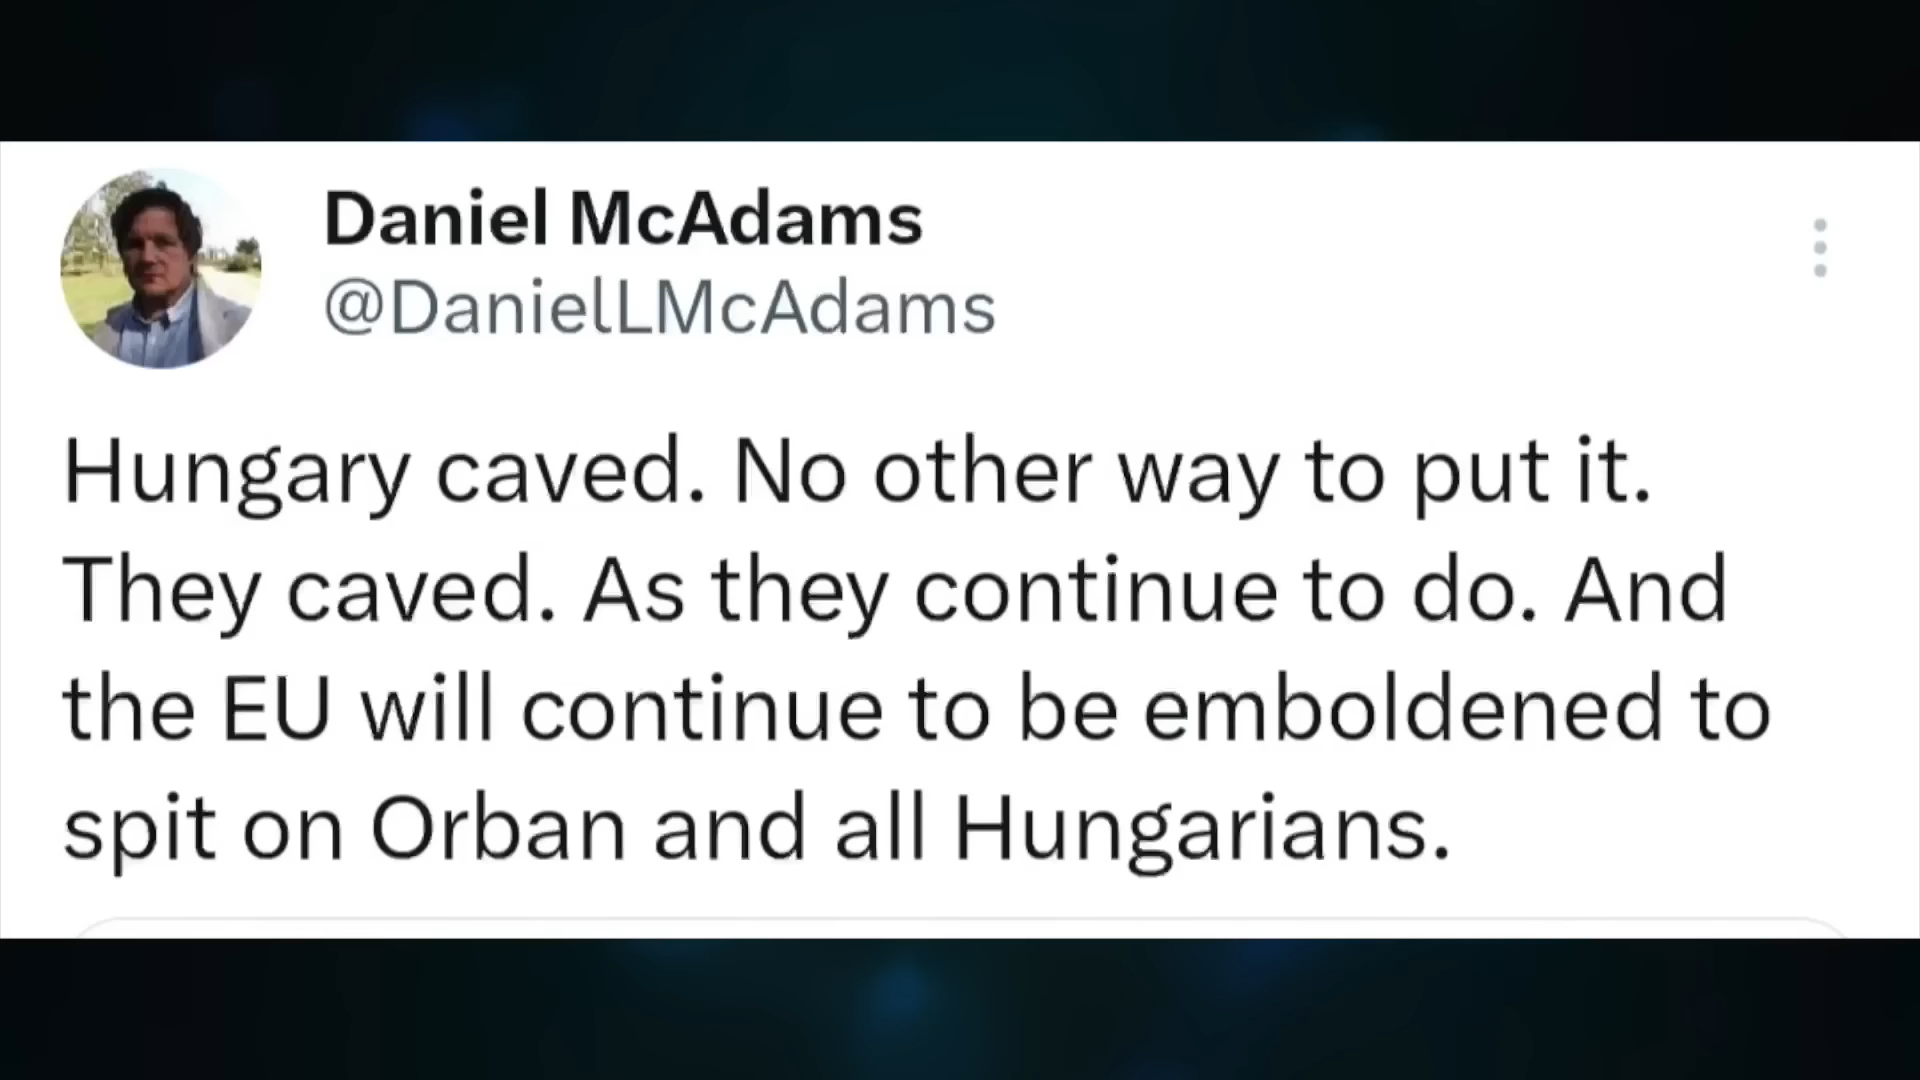 Daniel McAdams
@DanielLMcAdams
Hungary caved. No other way to put it.
They caved. As they continue to do. And
the EU will continue to be emboldened to
spit on Orban and all Hungarians.